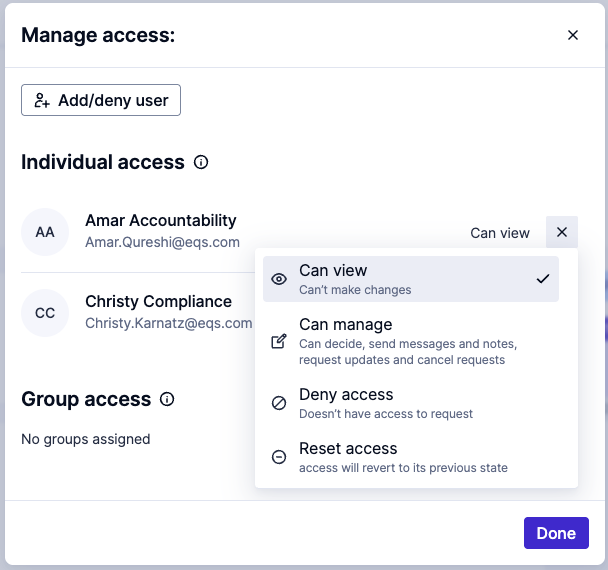 Manage access:
Add/deny user
Individual access
AA
Amar Accountability
Amar.Qureshi@eqs.com
Can view
CC
Christy Compliance
Christy.Karnatz@eqs.com
Can view
Can't make changes
Can manage
Can decide, send messages and notes,
request updates and cancel requests
Deny access
Doesn't have access to request
Reset access
access will revert to its previous state
Group access
No groups assigned
Done